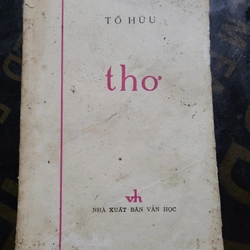 TỐ HỮU
thơ
vh
NHÀ XUẤT BẢN VĂN HỌC